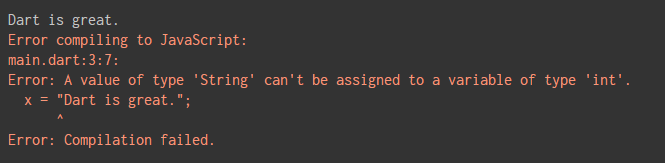 Dart is great.
Error compiling to JavaScript:
main.dart:3:7:
Error: A value of type 'String' can't be assigned to a variable of type 'int'.
  x = "Dart is great.";
      ^
Error: Compilation failed.